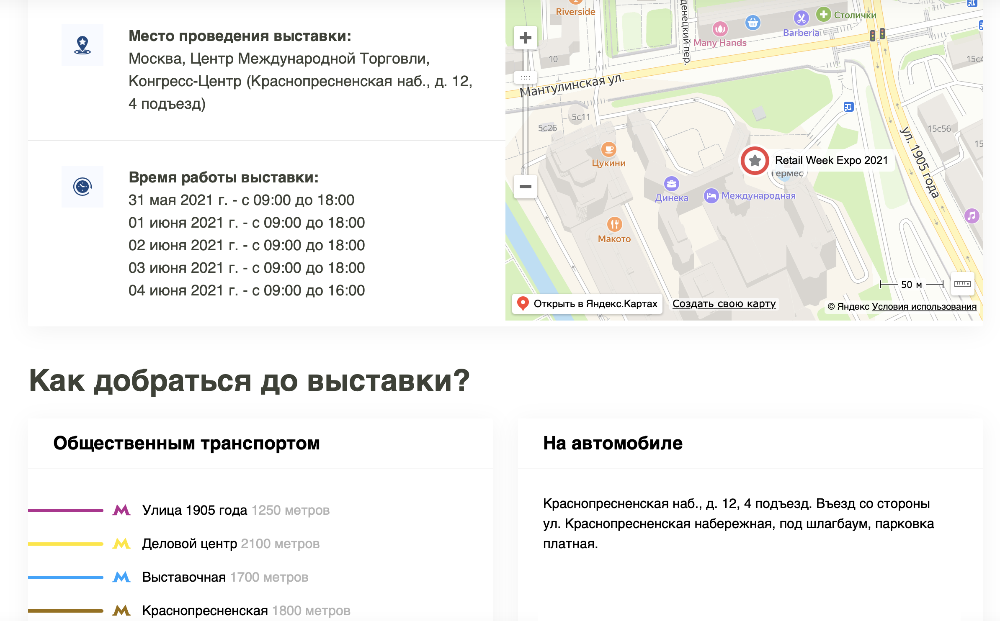 Место проведения выставки:
Москва, Центр Международной Торговли,
Конгресс-Центр (Краснопресненская наб., д. 12,
4 подъезд)
Время работы выставки:
31 мая 2021 г. - с 09:00 до 18:00
01 июня 2021 г. - с 09:00 до 18:00
02 июня 2021 г. - с 09:00 до 18:00
03 июня 2021 г. - с 09:00 до 18:00
04 июня 2021 г. - с 09:00 до 16:00
Riverside
Столички
Barberia
Many Hands
10
пер.
15с4
Мантулинская ул.
5с11
5с26
15с56
ул. 1905 года
Retail Week Expo 2021
Цукини
Гермес
Динека
Международная
Макото
50 м
Открыть в Яндекс.Картах
Создать свою карту
© Яндекс Условия использования
Как добраться до выставки?
Общественным транспортом
Улица 1905 года 1250 метров
Деловой центр 2100 метров
Выставочная 1700 метров
Краснопресненская 1800 метров
На автомобиле
Краснопресненская наб., д. 12, 4 подъезд. Въезд со стороны
ул. Краснопресненская набережная, под шлагбаум, парковка
платная.